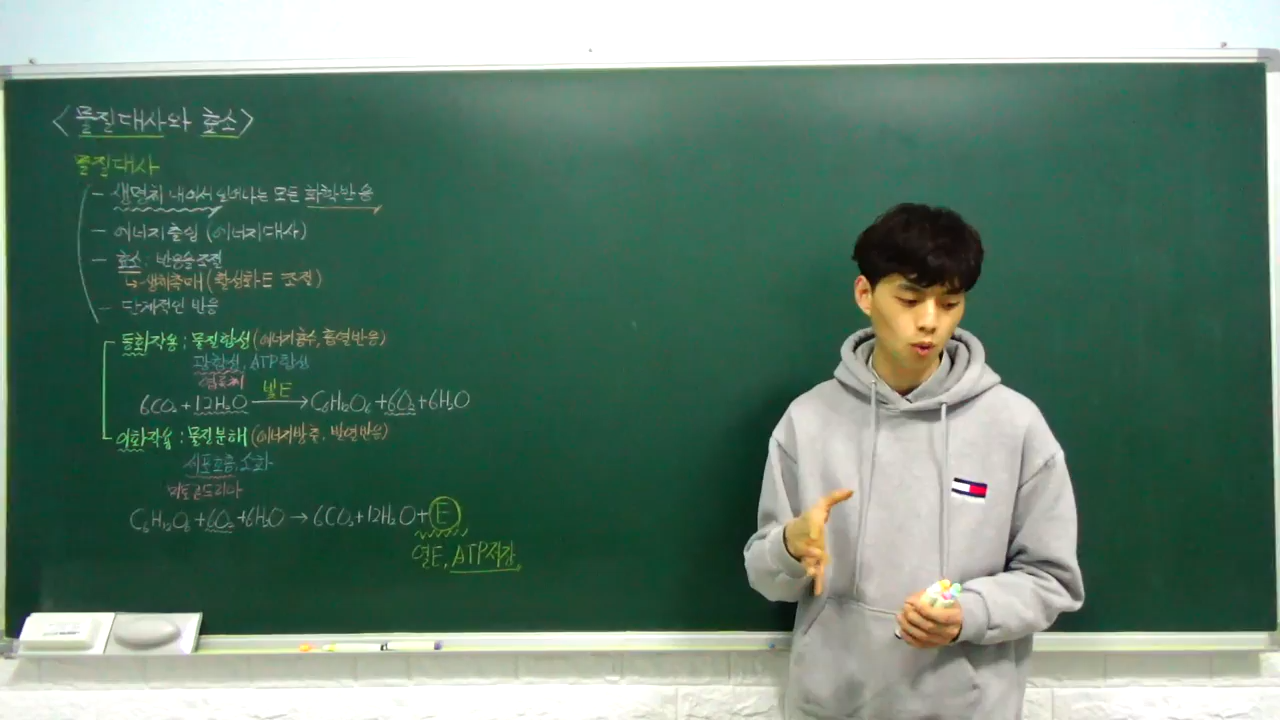 <물질대사와 효소>
물질대사
- 생명체 내에서 일어나는 모든 화학반응
- 에너지출입 (에너지대사)
- 효소 : 반응속도조절
↳ 생체촉매 (활성화E 조절)
- 단계적인 반응
동화작용 : 물질합성 (에너지흡수, 흡열반응)
광합성, ATP합성
엽록체
6CO₂ + 12H₂O 빛E → C₆H₁₂O₆ + 6O₂ + 6H₂O
이화작용 : 물질분해 (에너지방출, 발열반응)
세포호흡, 소화
미토콘드리아
C₆H₁₂O₆ + 6O₂ + 6H₂O → 6CO₂ + 12H₂O + E
열E, ATP저장